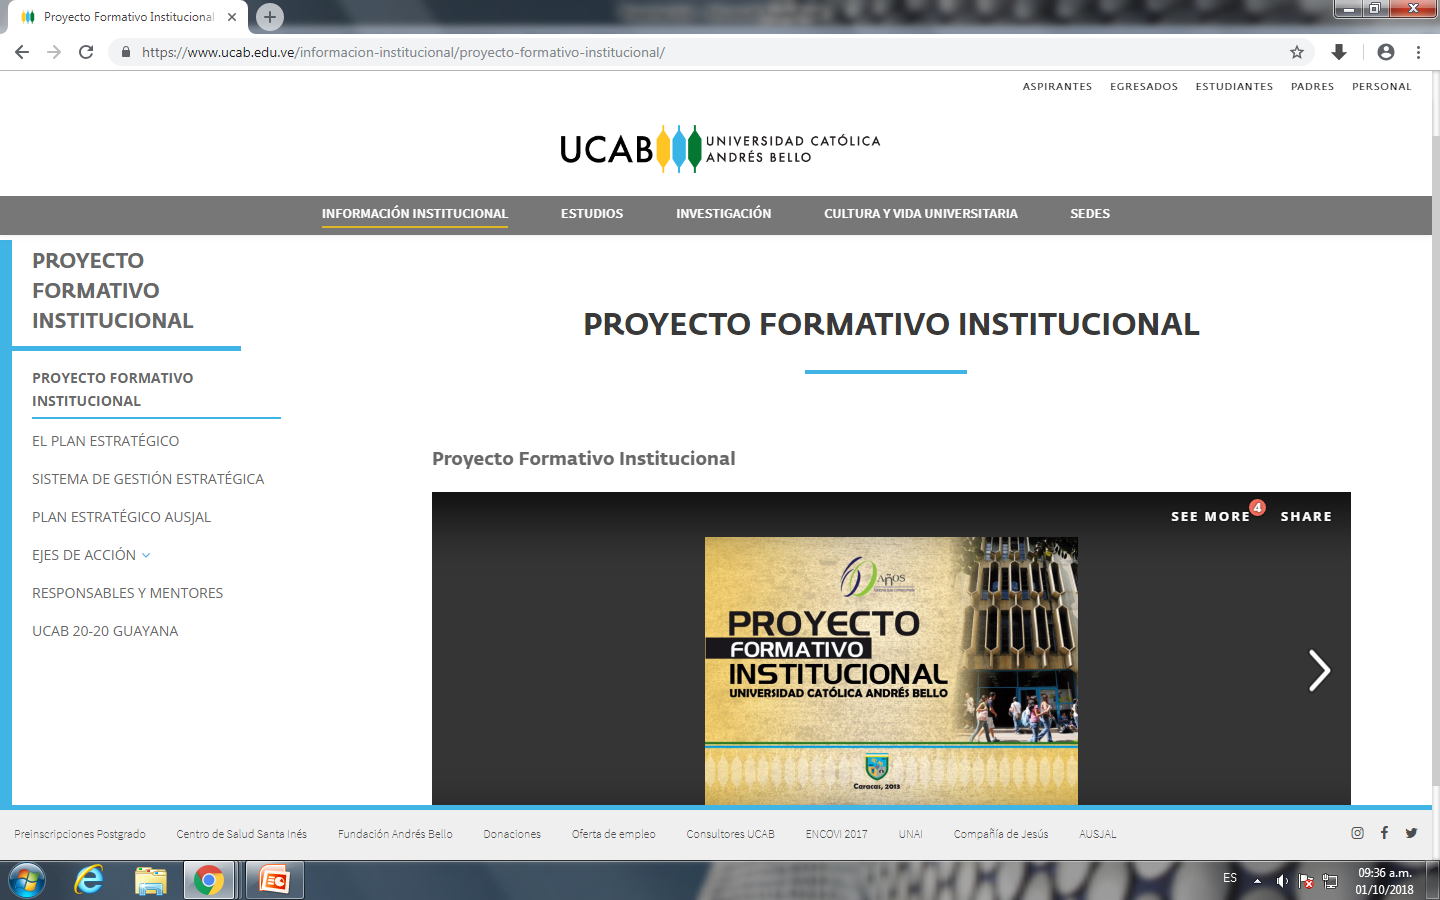 Proyecto Formativo Institucional
https://www.ucab.edu.ve/informacion-institucional/proyecto-formativo-institucional/
ASPIRANTES EGRESADOS ESTUDIANTES PADRES PERSONAL
UCAB UNIVERSIDAD CATÓLICA
ANDRÉS BELLO
INFORMACIÓN INSTITUCIONAL ESTUDIOS INVESTIGACIÓN CULTURA Y VIDA UNIVERSITARIA SEDES
PROYECTO
FORMATIVO
INSTITUCIONAL
PROYECTO FORMATIVO
INSTITUCIONAL
EL PLAN ESTRATÉGICO
SISTEMA DE GESTIÓN ESTRATÉGICA
PLAN ESTRATÉGICO AUSJAL
EJES DE ACCIÓN
RESPONSABLES Y MENTORES
UCAB 20-20 GUAYANA
PROYECTO FORMATIVO INSTITUCIONAL
Proyecto Formativo Institucional
SEE MORE 4 SHARE
60 AÑOS
PROYECTO
FORMATIVO
INSTITUCIONAL
UNIVERSIDAD CATÓLICA ANDRÉS BELLO
Caracas, 2013
Preinscripciones Postgrado Centro de Salud Santa Inés Fundación Andrés Bello Donaciones Oferta de empleo Consultores UCAB ENCOVI 2017 UNAI Compañía de Jesús AUSJAL
ES
09:36 a.m.
01/10/2018